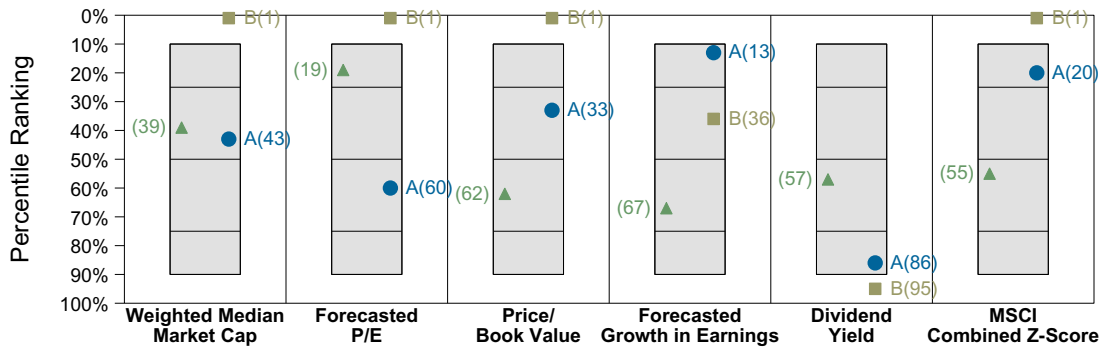 Percentile Ranking
0%
10%
20%
30%
40%
50%
60%
70%
80%
90%
100%
B(1)
(39)
A(43)
Weighted Median
Market Cap
B(1)
(19)
A(60)
Forecasted
P/E
B(1)
A(33)
(62)
Price/
Book Value
A(13)
B(36)
(67)
Forecasted
Growth in Earnings
(57)
A(86)
B(95)
Dividend
Yield
B(1)
A(20)
(55)
MSCI
Combined Z-Score